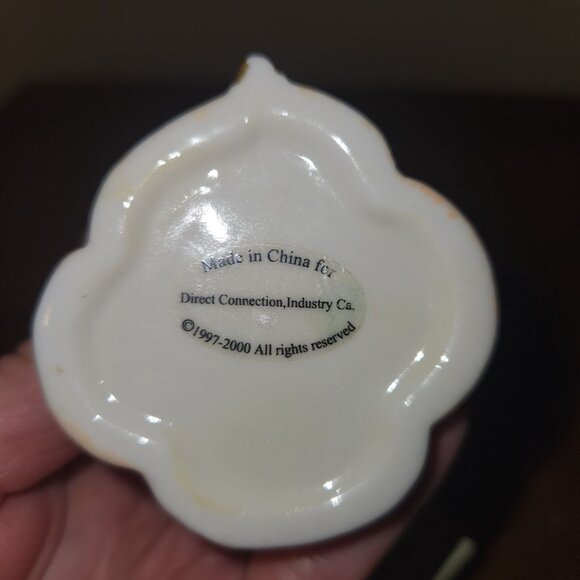 Made in China for
Direct Connection,Industry Ca.
©1997-2000 All rights reserved